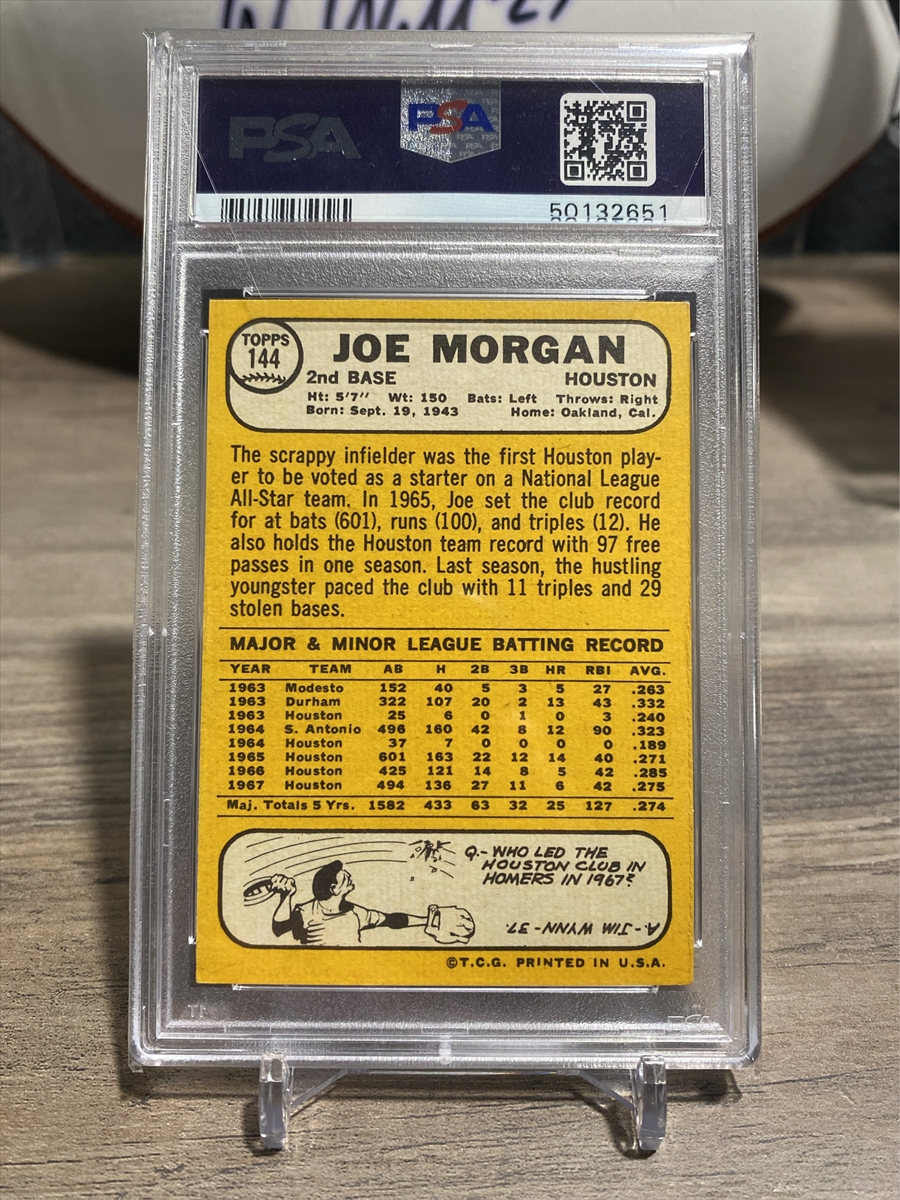 PSA
PSA
50132651
TOPPS
144
JOE MORGAN
2nd BASE HOUSTON
Ht: 5'7" Wt: 150 Bats: Left Throws: Right
Born: Sept. 19, 1943 Home: Oakland, Cal.
The scrappy infielder was the first Houston play-
er to be voted as a starter on a National League
All-Star team. In 1965, Joe set the club record
for at bats (601), runs (100), and triples (12). He
also holds the Houston team record with 97 free
passes in one season. Last season, the hustling
youngster paced the club with 11 triples and 29
stolen bases.
MAJOR & MINOR LEAGUE BATTING RECORD
YEAR TEAM AB H 2B 3B HR RBI AVG.
1963 Modesto 152 40 5 3 5 27 .263
1963 Durham 322 107 20 2 13 43 .332
1963 Houston 25 6 0 1 0 3 .240
1964 S. Antonio 496 160 42 8 12 90 .323
1964 Houston 37 7 0 0 0 0 .189
1965 Houston 601 163 22 12 14 40 .271
1966 Houston 425 121 14 8 5 42 .285
1967 Houston 494 136 27 11 6 42 .275
Maj. Totals 5 Yrs. 1582 433 63 32 25 127 .274
Q.-WHO LED THE
HOUSTON CLUB IN
HOMERS IN 1967?
A-JIM WYNN-37.
©T.C.G. PRINTED IN U.S.A.
PSA